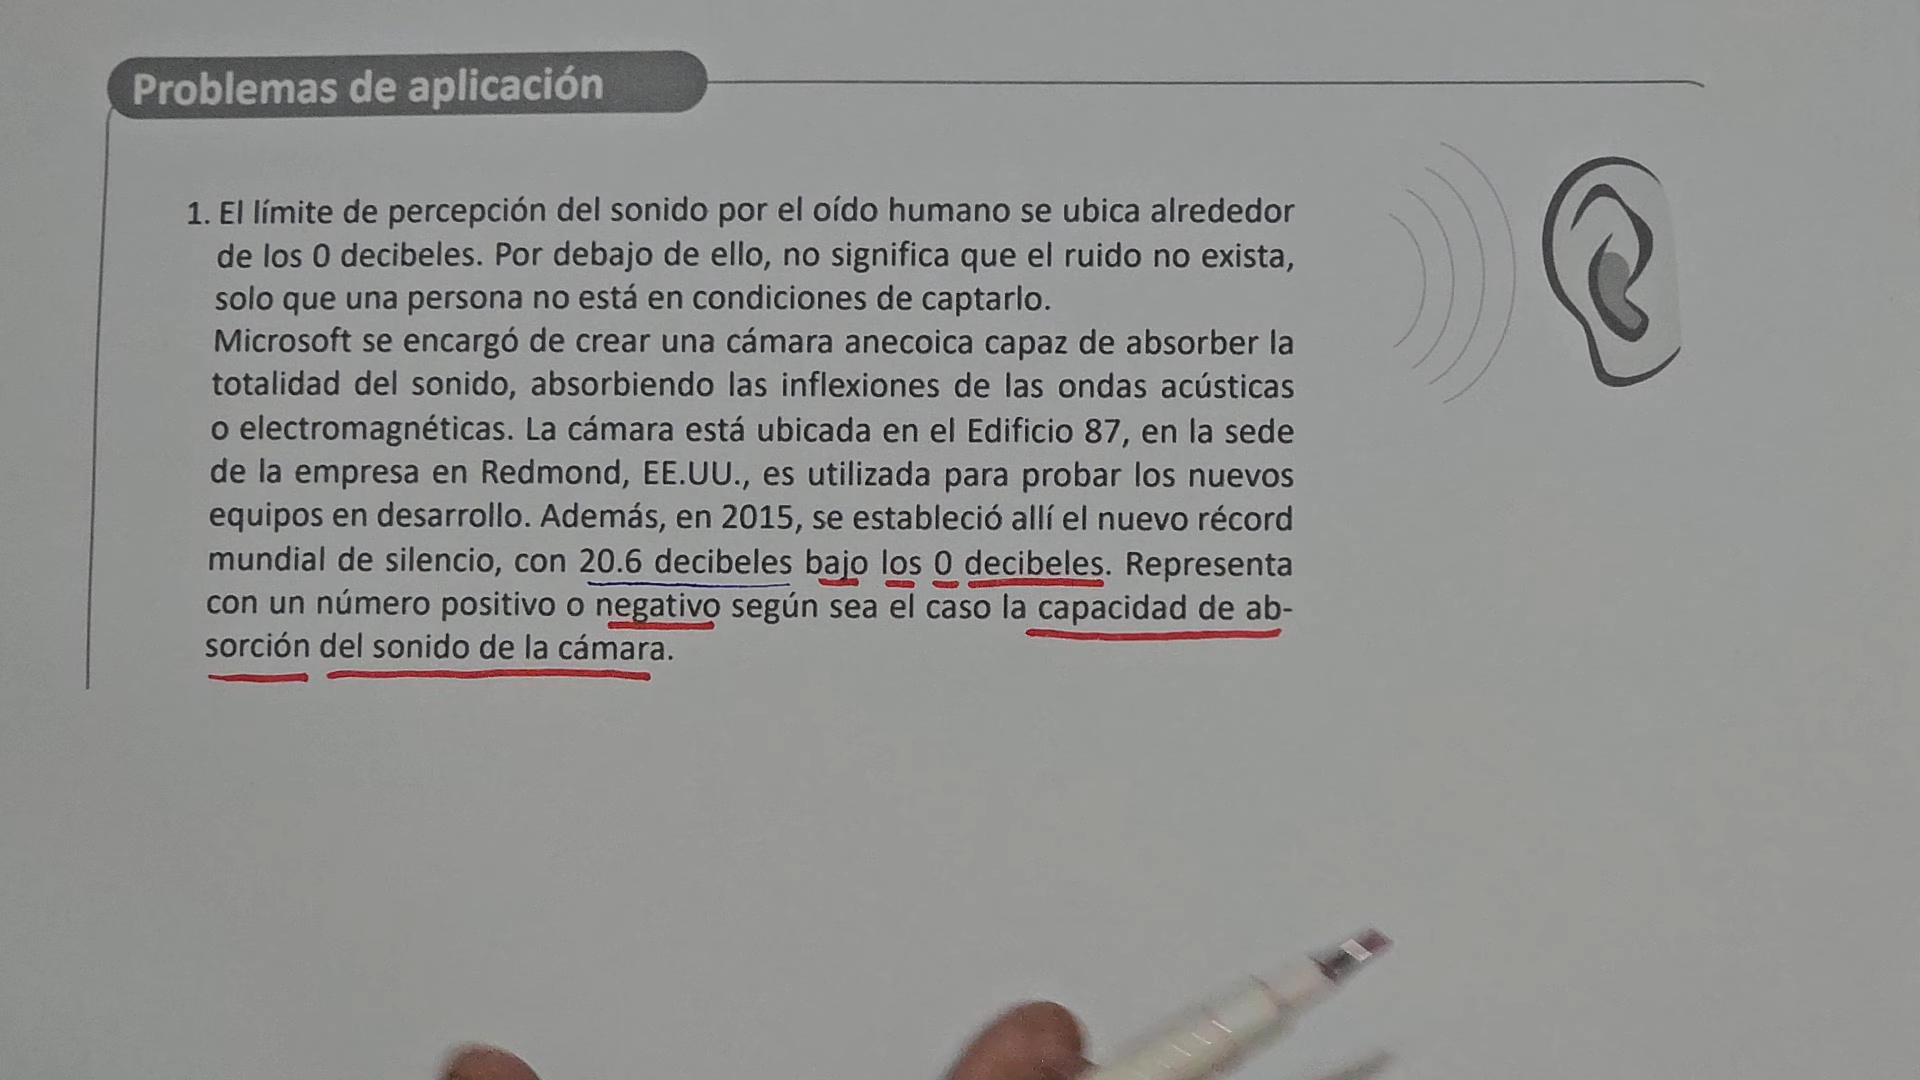 Problemas de aplicación
1. El límite de percepción del sonido por el oído humano se ubica alrededor
de los 0 decibeles. Por debajo de ello, no significa que el ruido no exista,
solo que una persona no está en condiciones de captarlo.
Microsoft se encargó de crear una cámara anecoica capaz de absorber la
totalidad del sonido, absorbiendo las inflexiones de las ondas acústicas
o electromagnéticas. La cámara está ubicada en el Edificio 87, en la sede
de la empresa en Redmond, EE.UU., es utilizada para probar los nuevos
equipos en desarrollo. Además, en 2015, se estableció allí el nuevo récord
mundial de silencio, con 20.6 decibeles bajo los 0 decibeles. Representa
con un número positivo o negativo según sea el caso la capacidad de ab-
sorción del sonido de la cámara.